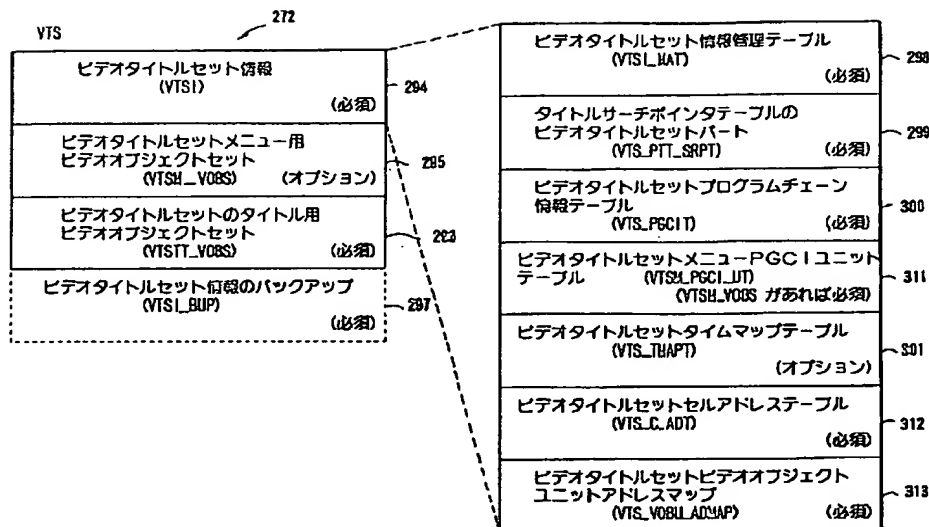 VTS
272
ビデオタイトルセット情報
(VTSI)
(必須)
294
ビデオタイトルセットメニュー用
ビデオオブジェクトセット
(VTSM_VOBS) (オプション)
295
ビデオタイトルセットのタイトル用
ビデオオブジェクトセット
(VTSTT_VOBS) (必須)
ビデオタイトルセット情報のバックアップ
(VTSI_BUP)
(必須)
297
ビデオタイトルセット情報管理テーブル
(VTSI_MAT)
(必須)
298
タイトルサーチポインタテーブルの
ビデオタイトルセットパート
(VTS_PTT_SRPT) (必須)
299
ビデオタイトルセットプログラムチェーン
情報テーブル
(VTS_PGCIT) (必須)
300
ビデオタイトルセットメニューPGCIユニット
テーブル (VTSM_PGCI_UT)
(VTSM_VOBS があれば必須)
311
ビデオタイトルセットタイムマップテーブル
(VTS_TMAPT)
(オプション)
301
ビデオタイトルセットセルアドレステーブル
(VTS_C_ADT)
(必須)
312
ビデオタイトルセットビデオオブジェクト
ユニットアドレスマップ
(VTS_VOBU_ADMAP) (必須)
313